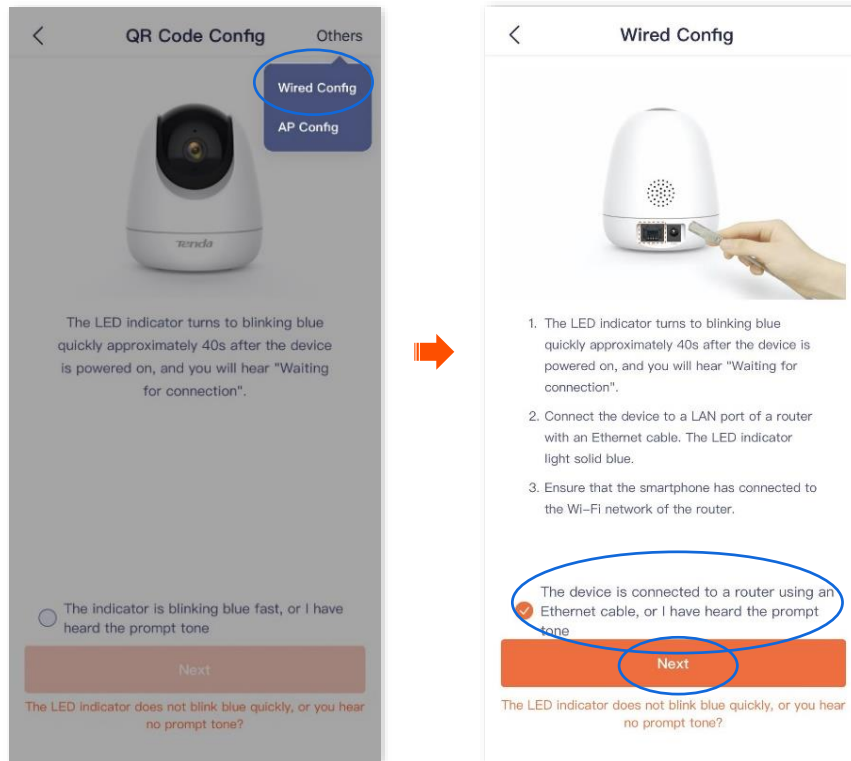 QR Code Config
Others
Wired Config
AP Config
Tenda
The LED indicator turns to blinking blue
quickly approximately 40s after the device
is powered on, and you will hear "Waiting
for connection".
The indicator is blinking blue fast, or I have
heard the prompt tone
Next
The LED indicator does not blink blue quickly, or you hear
no prompt tone?
Wired Config
1. The LED indicator turns to blinking blue
quickly approximately 40s after the device is
powered on, and you will hear "Waiting for
connection".
2. Connect the device to a LAN port of a router
with an Ethernet cable. The LED indicator
light solid blue.
3. Ensure that the smartphone has connected to
the Wi-Fi network of the router.
The device is connected to a router using an
Ethernet cable, or I have heard the prompt
tone
Next
The LED indicator does not blink blue quickly, or you hear
no prompt tone?